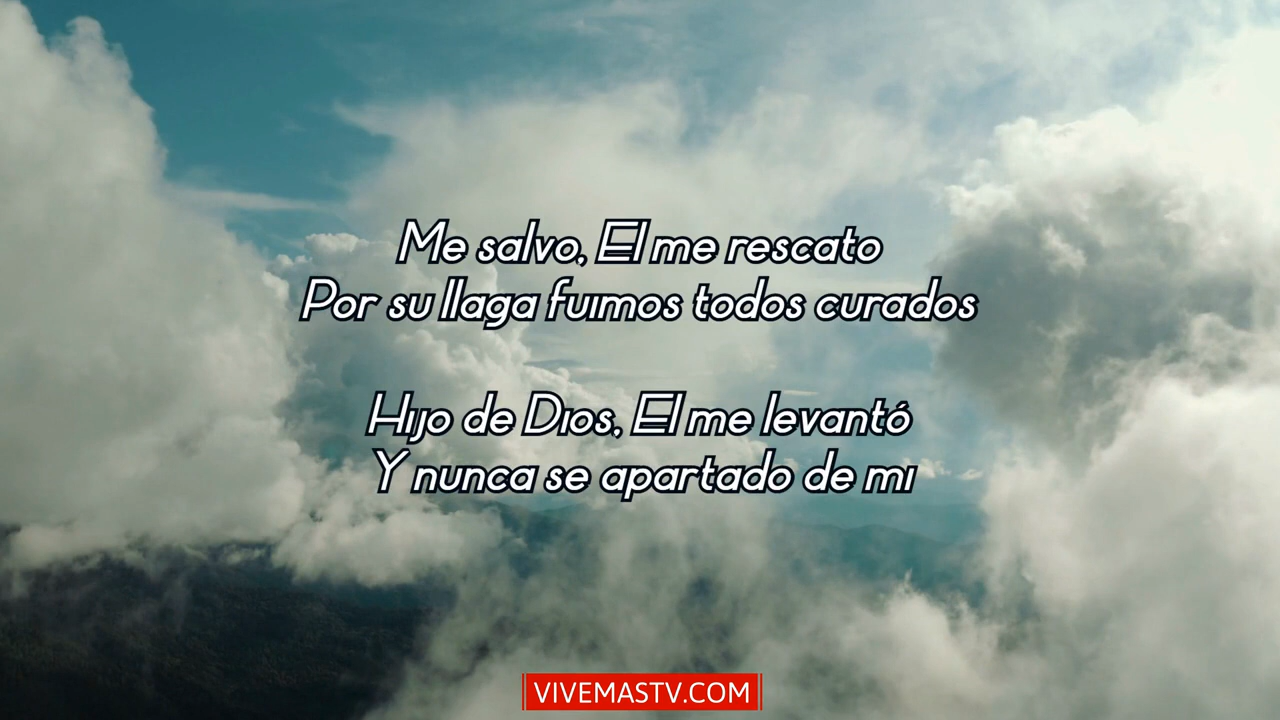 Me salvo, El me rescato
Por su llaga fuimos todos curados
Hijo de Dios, El me levantó
Y nunca se apartado de mi
VIVEMASTV.COM